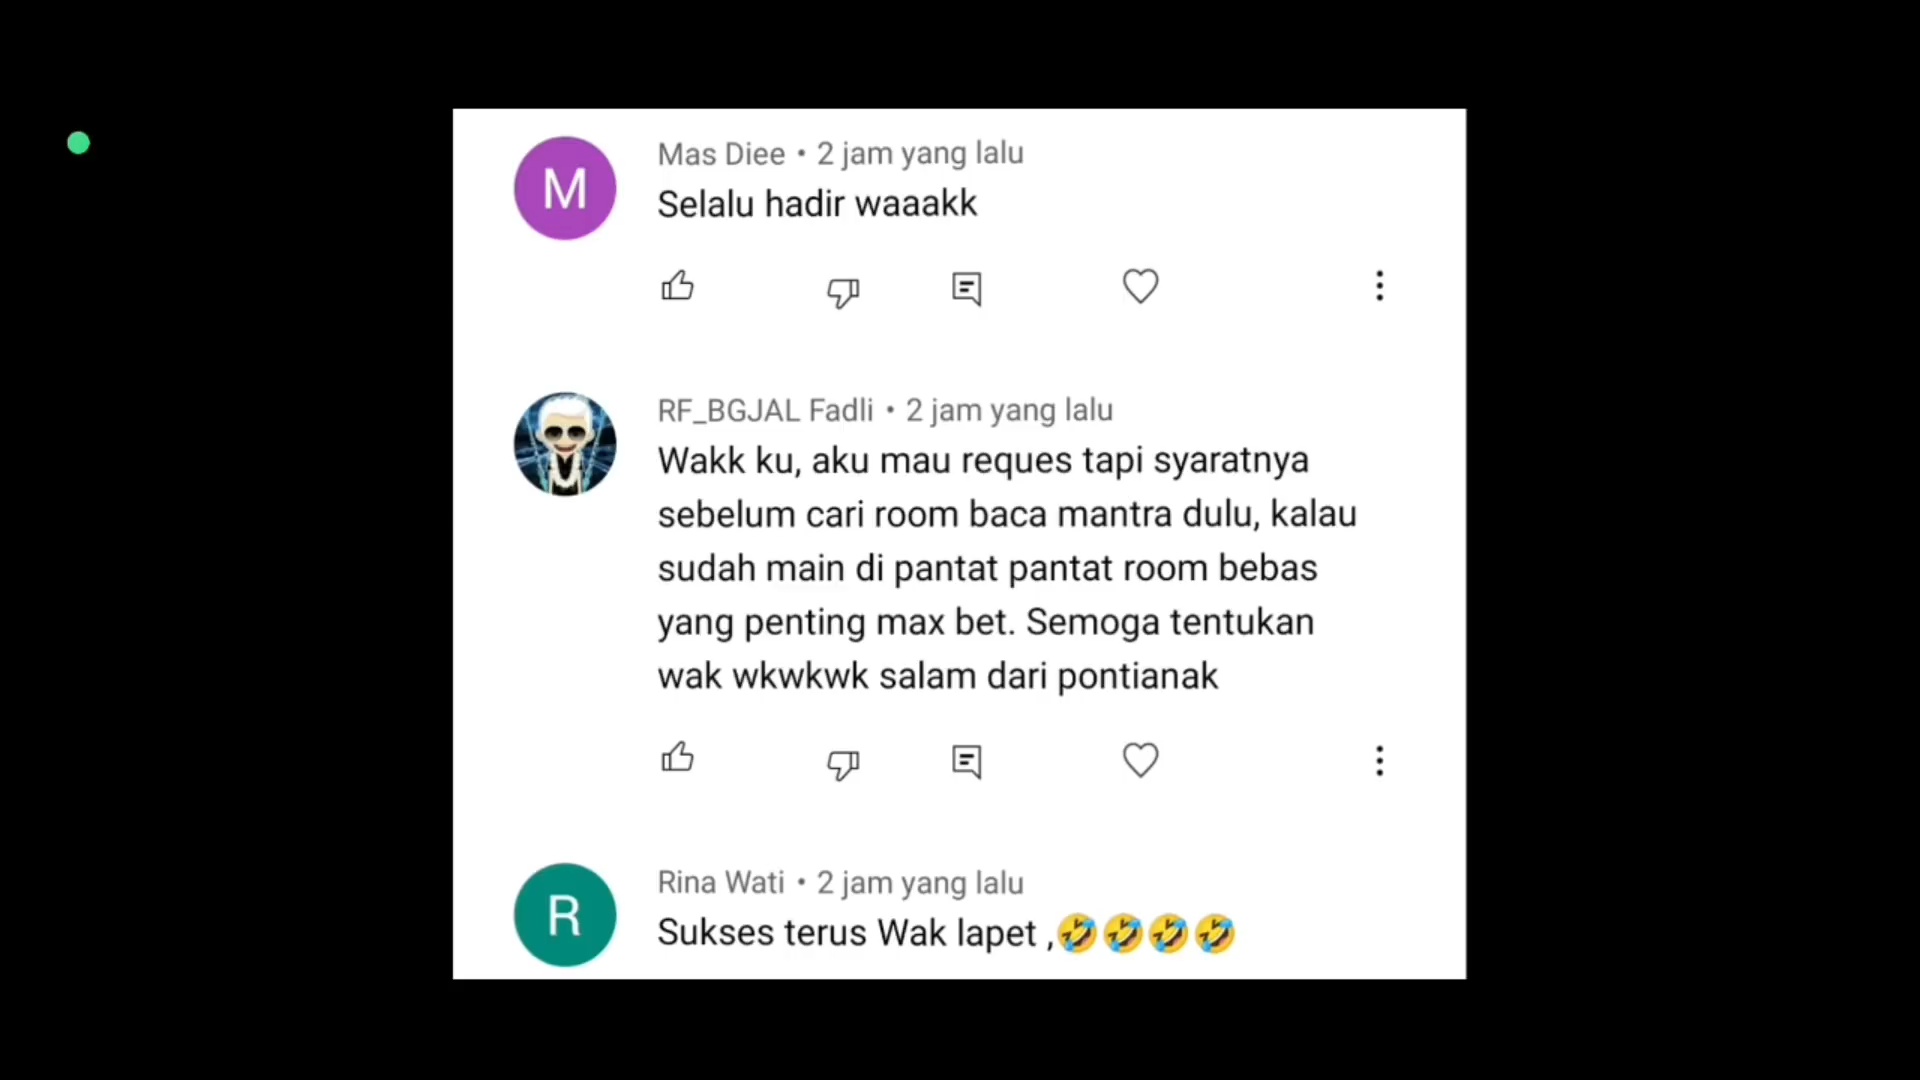 M
Mas Diee • 2 jam yang lalu
Selalu hadir waaakk
RF_BGJAL Fadli • 2 jam yang lalu
Wakk ku, aku mau reques tapi syaratnya
sebelum cari room baca mantra dulu, kalau
sudah main di pantat pantat room bebas
yang penting max bet. Semoga tentukan
wak wkwkwk salam dari pontianak
R
Rina Wati • 2 jam yang lalu
Sukses terus Wak lapet ,🤣🤣🤣🤣